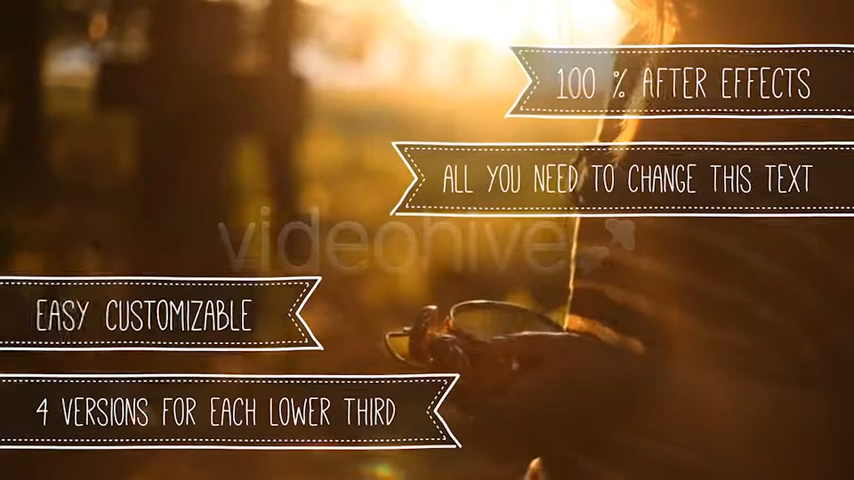 100 % AFTER EFFECTS
ALL YOU NEED TO CHANGE THIS TEXT
videohive
EASY CUSTOMIZABLE
4 VERSIONS FOR EACH LOWER THIRD